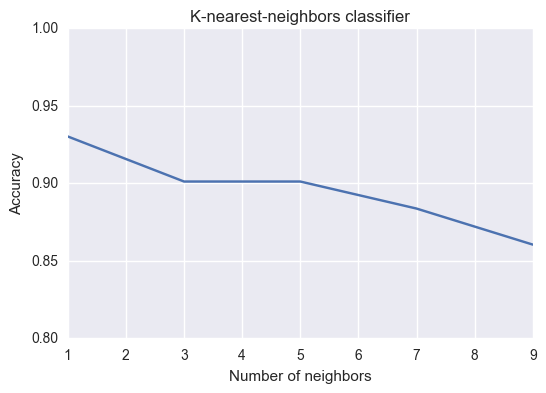 K-nearest-neighbors classifier
1.00
0.95
0.90
0.85
0.80
Accuracy
1 2 3 4 5 6 7 8 9
Number of neighbors